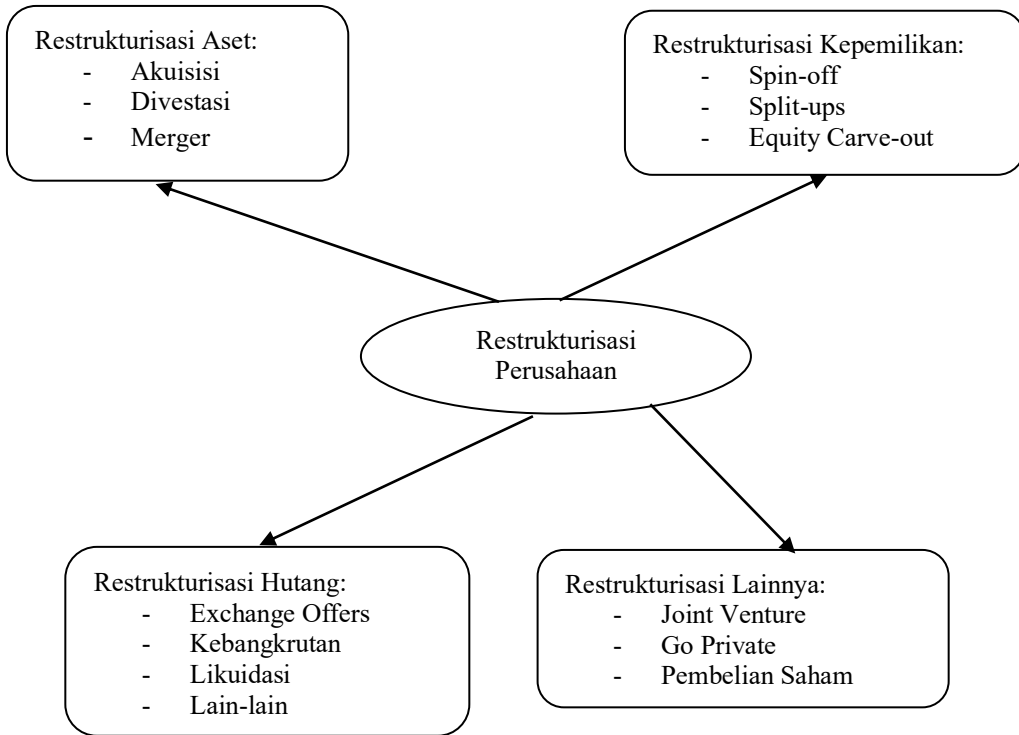 Restrukturisasi Aset:
- Akuisisi
- Divestasi
- Merger
Restrukturisasi Kepemilikan:
- Spin-off
- Split-ups
- Equity Carve-out
Restrukturisasi
Perusahaan
Restrukturisasi Hutang:
- Exchange Offers
- Kebangkrutan
- Likuidasi
- Lain-lain
Restrukturisasi Lainnya:
- Joint Venture
- Go Private
- Pembelian Saham